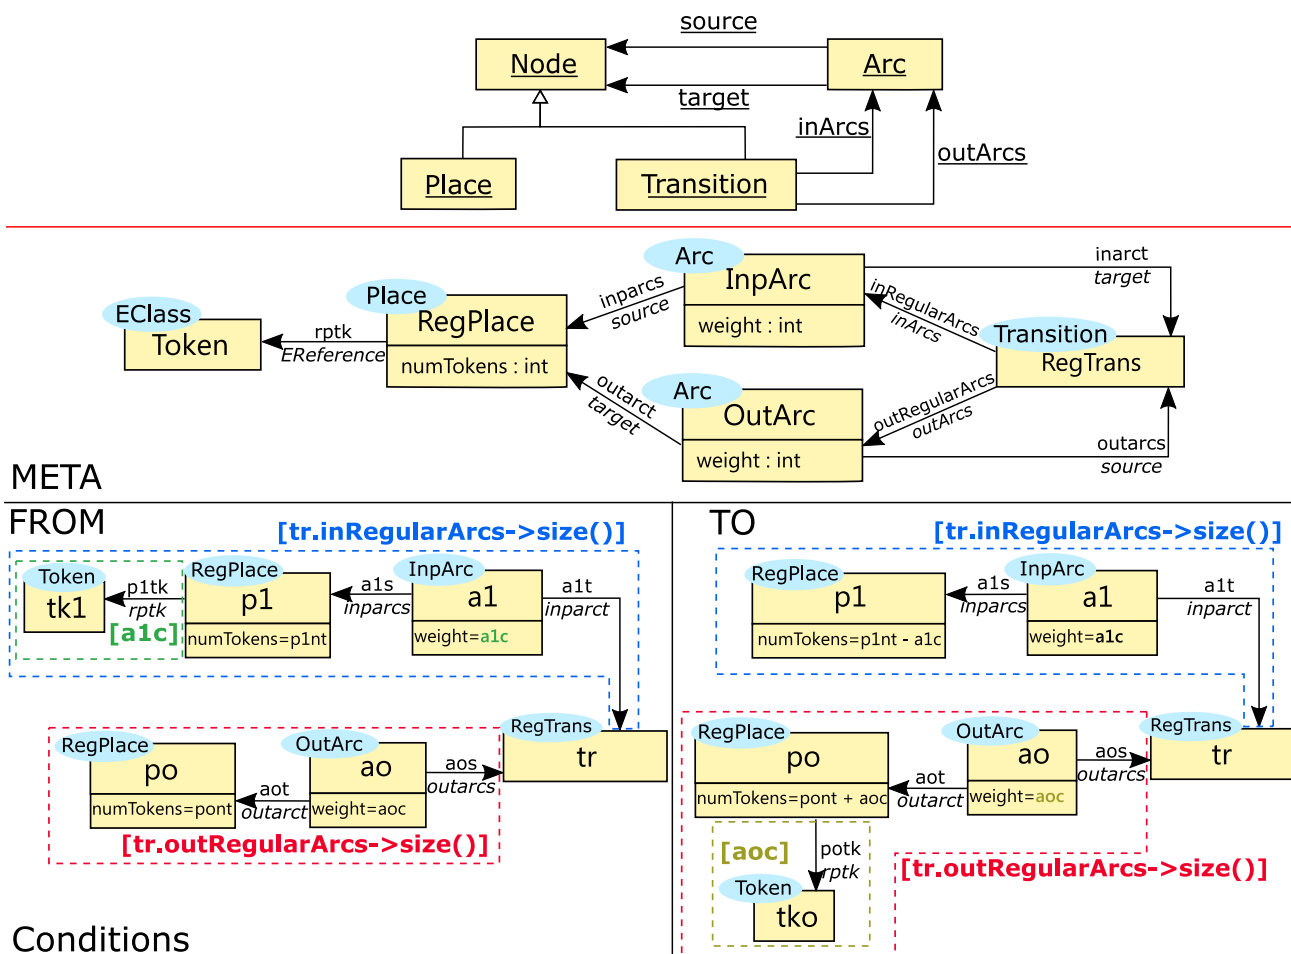 source
Node
Arc
target
inArcs
outArcs
Place
Transition
Arc
inarct
InpArc
target
inparcs
source
inRegularArcs
inArcs
Place
EClass
RegPlace
rptk
Token
EReference
weight : int
Transition
RegTrans
numTokens : int
outarct
target
Arc
OutArc
outRegularArcs
outArcs
weight : int
outarcs
source
META
FROM
[tr.inRegularArcs->size()]
Token
p1tk
RegPlace
a1s
InpArc
a1t
tk1
rptk
p1
inparcs
a1
inparct
[a1c]
numTokens=p1nt
weight=a1c
RegPlace
OutArc
RegTrans
po
ao
aos
tr
aot
outarcs
numTokens=pont
outarct
weight=aoc
[tr.outRegularArcs->size()]
Conditions
TO
[tr.inRegularArcs->size()]
RegPlace
a1s
InpArc
a1t
p1
inparcs
a1
inparct
numTokens=p1nt - a1c
weight=a1c
RegPlace
OutArc
RegTrans
po
ao
aos
tr
aot
outarcs
numTokens=pont + aoc
outarct
weight=aoc
[aoc]
potk
rptk
[tr.outRegularArcs->size()]
Token
tko